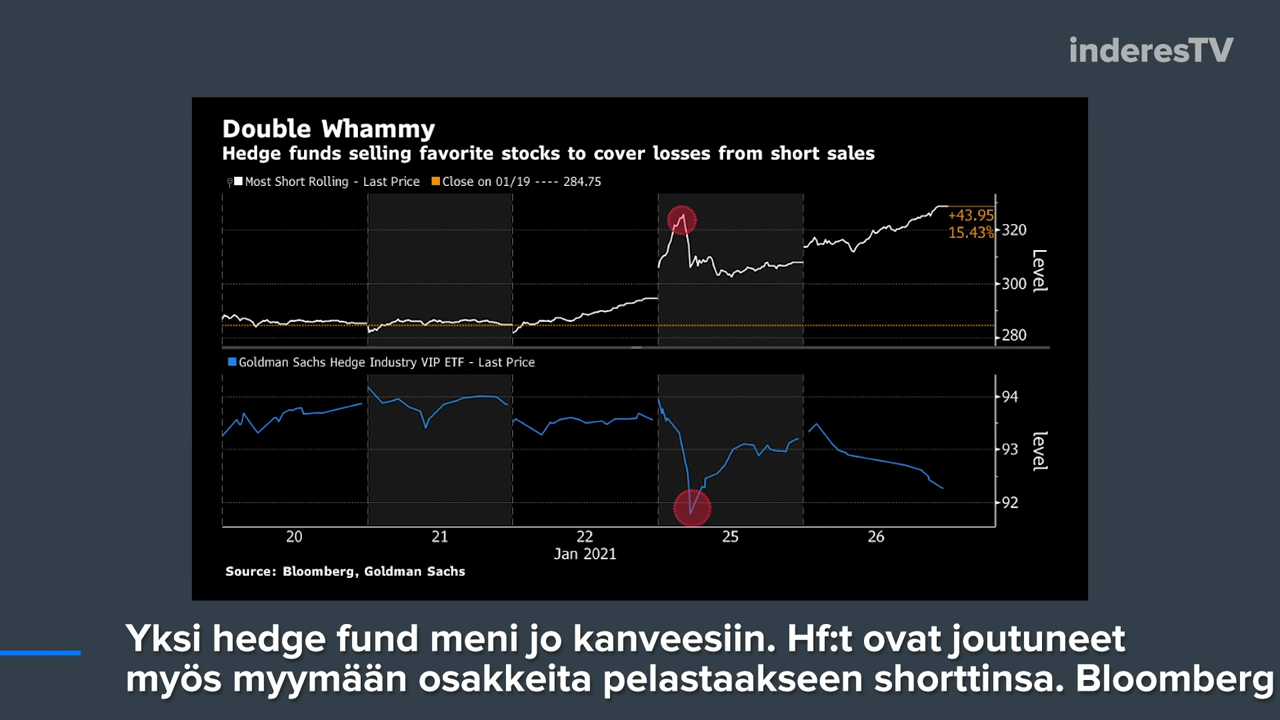 inderesTV
Double Whammy
Hedge funds selling favorite stocks to cover losses from short sales
Most Short Rolling - Last Price Close on 01/19 ---- 284.75
+43.95
15.43%
320
300
280
Level
Goldman Sachs Hedge Industry VIP ETF - Last Price
94
93
92
level
20 21 22 25 26
Jan 2021
Source: Bloomberg, Goldman Sachs
Yksi hedge fund meni jo kanveesiin. Hf:t ovat joutuneet
myös myymään osakkeita pelastaakseen shorttinsa. Bloomberg